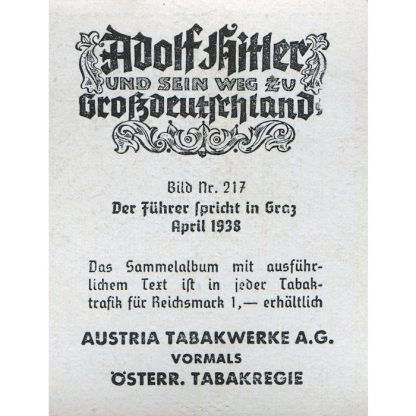 Adolf Hitler
UND SEIN WEG ZU
Großdeutschland
Bild Nr. 217
Der Führer spricht in Graz
April 1938
Das Sammelalbum mit ausführ-
lichem Text ist in jeder Tabak-
trafik für Reichsmark 1,— erhältlich
AUSTRIA TABAKWERKE A.G.
VORMALS
ÖSTERR. TABAKREGIE